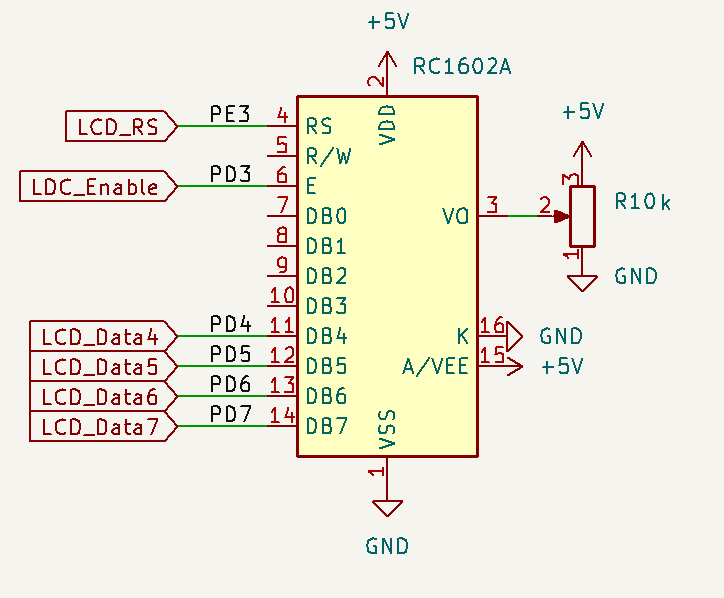 +5V
RC1602A
2
VDD
+5V
LCD_RS PE3 4 RS
5 R/W
3
LDC_Enable PD3 6 E
R10k
7 DB0
VO 3 2
8 DB1
1
9 DB2
GND
10 DB3
LCD_Data4 PD4 11 DB4
K 16 GND
LCD_Data5 PD5 12 DB5
A/VEE 15 +5V
LCD_Data6 PD6 13 DB6
LCD_Data7 PD7 14 DB7
VSS
1
GND